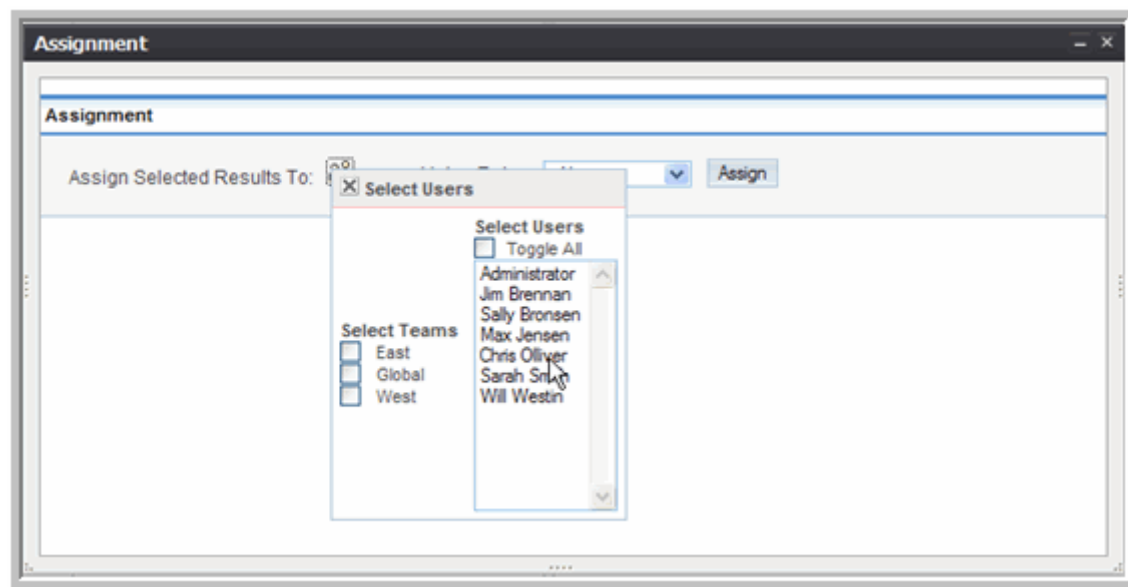 Assignment
Assignment
Assign Selected Results To:
Assign
Select Users
Select Users
Toggle All
Administrator
Jim Brennan
Sally Bronsen
Max Jensen
Chris Olliver
Sarah
Will Westin
Select Teams
East
Global
West